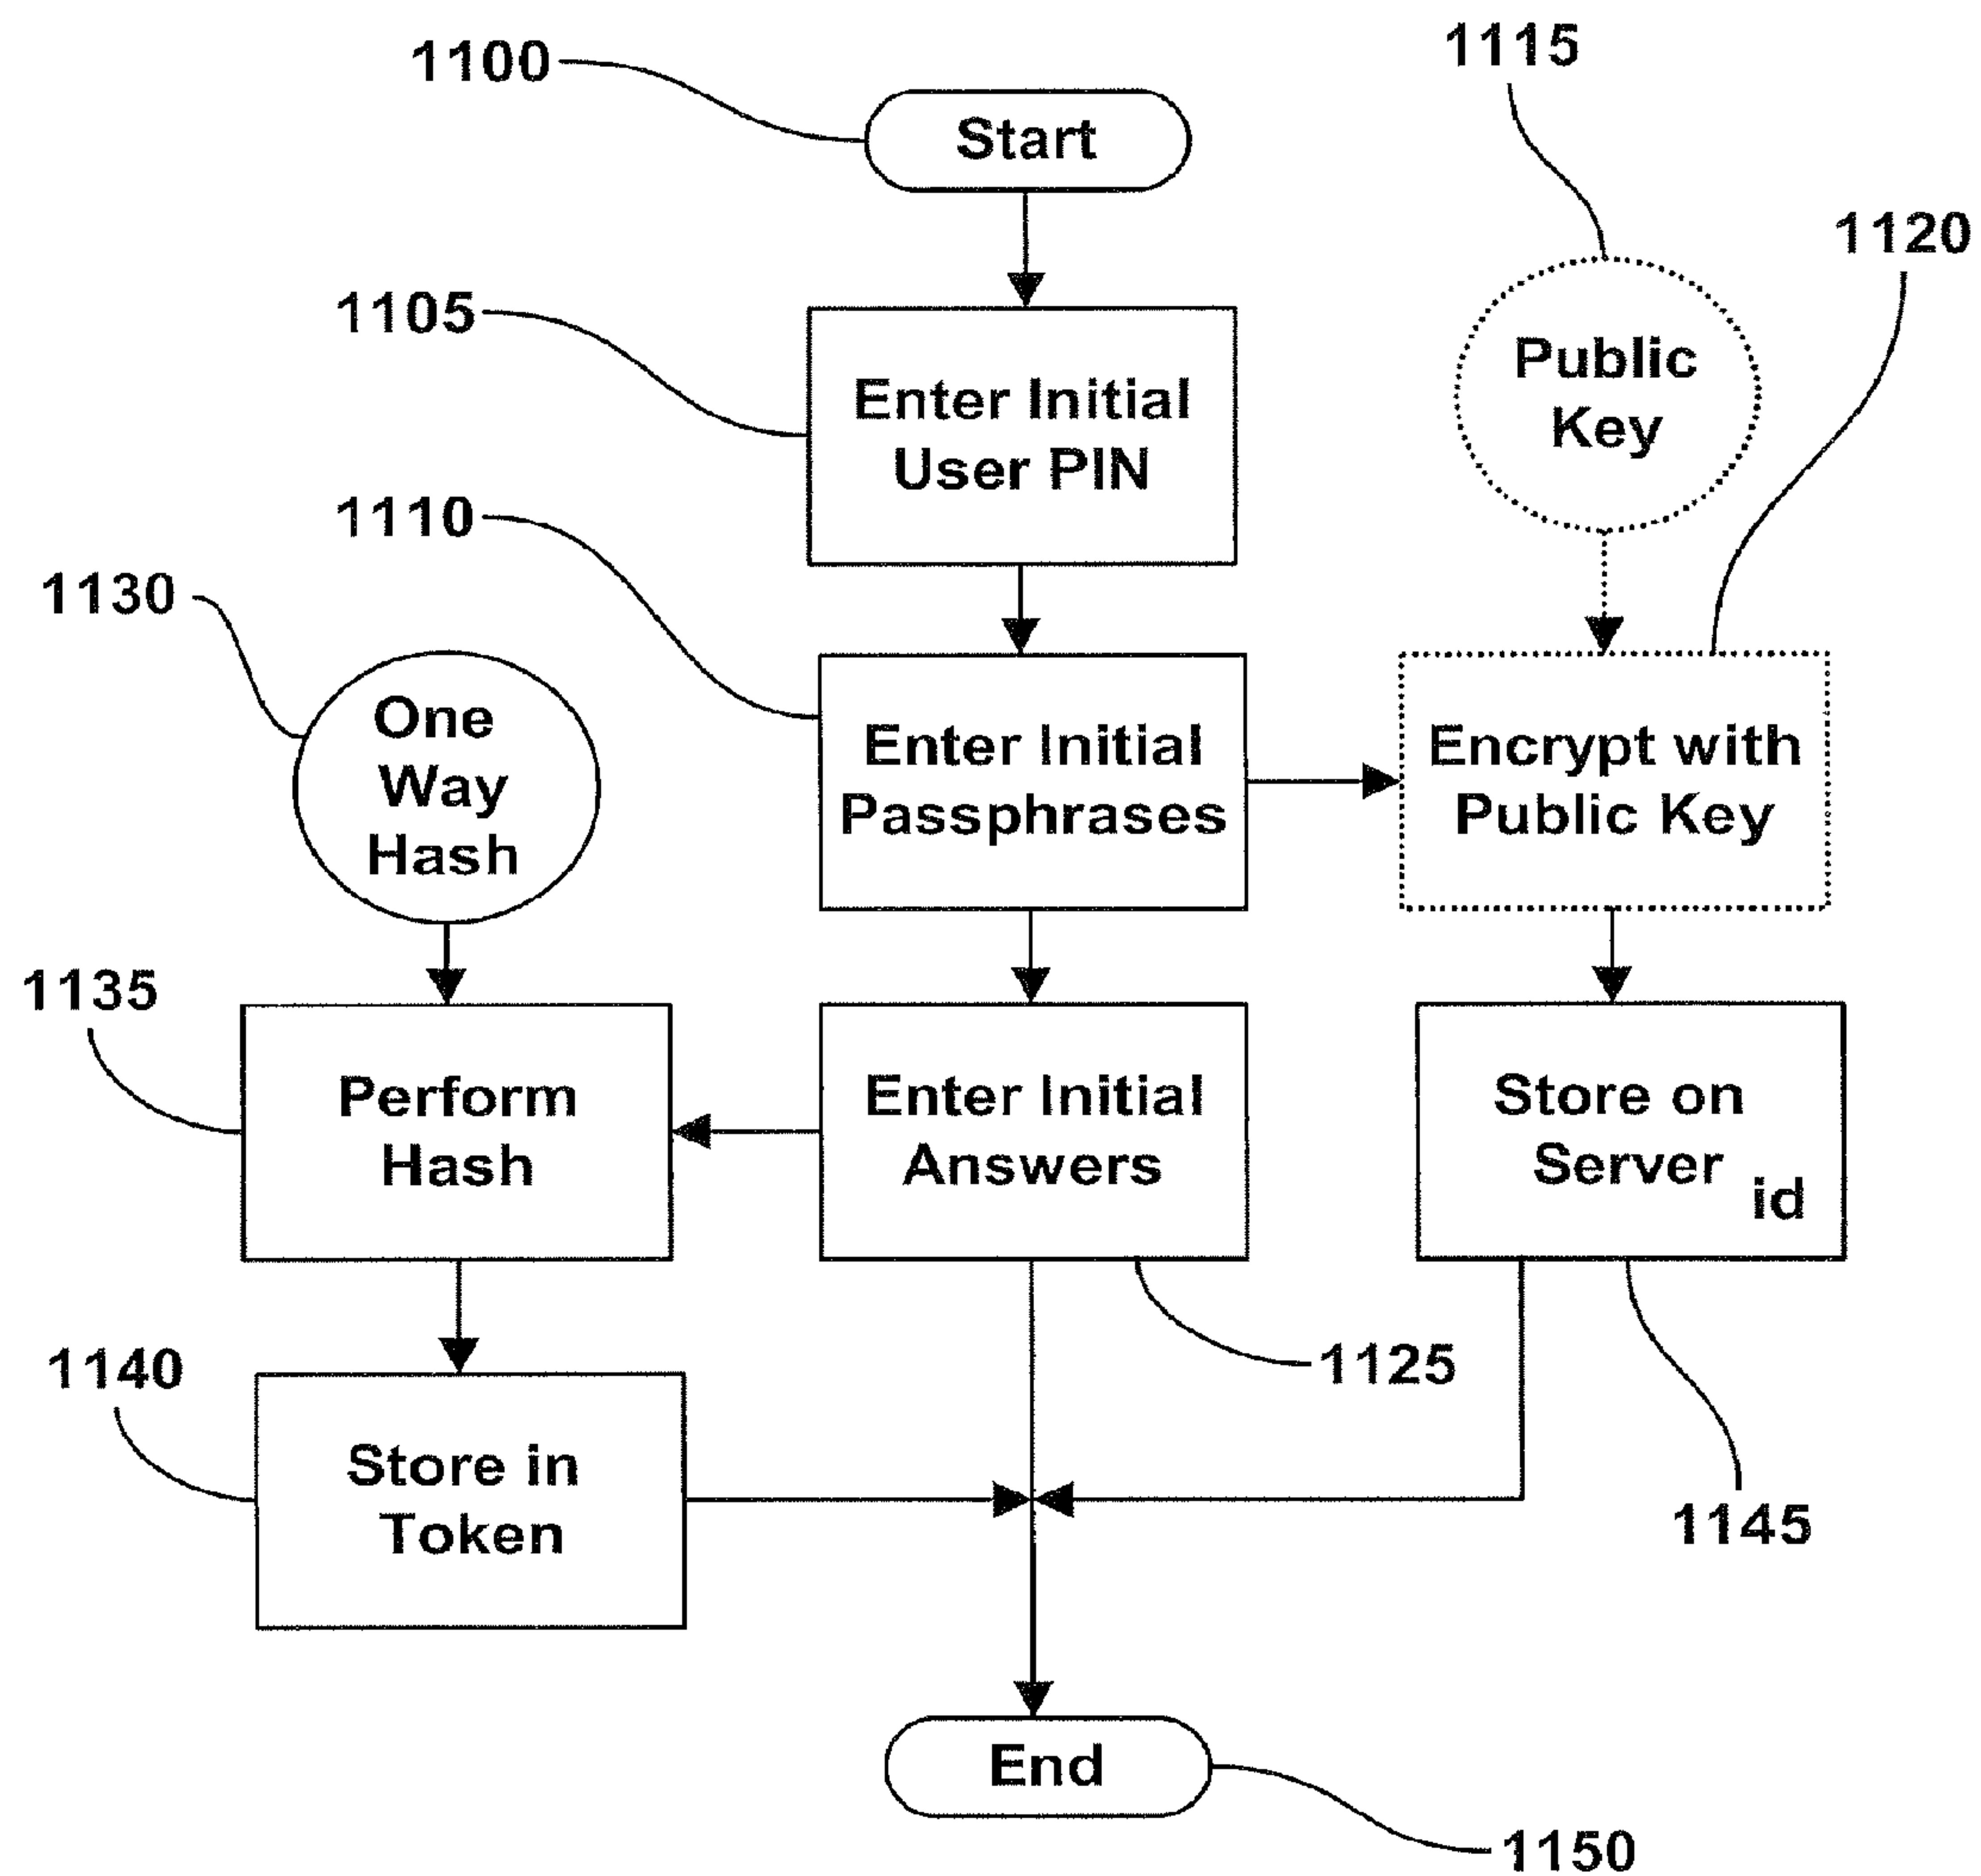 1100
Start
1115
1120
1105
Enter Initial
User PIN
Public
Key
1110
1130
One
Way
Hash
Enter Initial
Passphrases
Encrypt with
Public Key
1135
Perform
Hash
Enter Initial
Answers
Store on
Server
id
1140
Store in
Token
1125
1145
End
1150